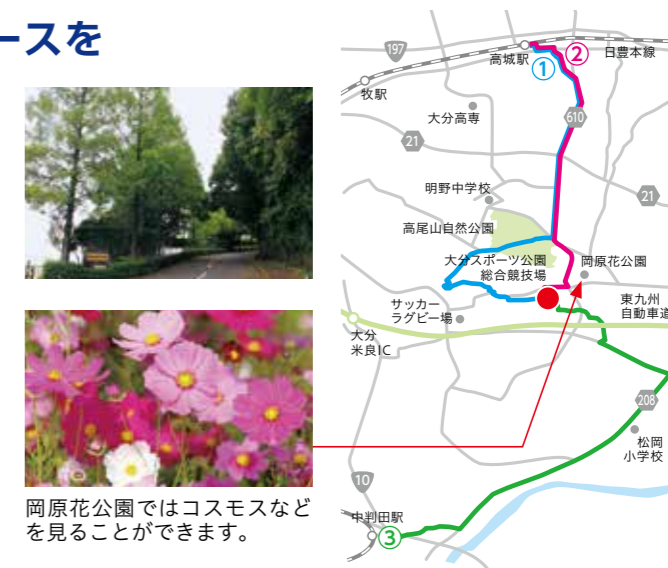 ースを
岡原花公園ではコスモスなど
を見ることができます。
197
高城駅
②
日豊本線
①
牧駅
大分高専
610
21
21
明野中学校
高尾山自然公園
大分スポーツ公園
総合競技場
岡原花公園
サッカー
ラグビー場
東九州
自動車道
大分
米良IC
208
松岡
小学校
10
中判田駅
③